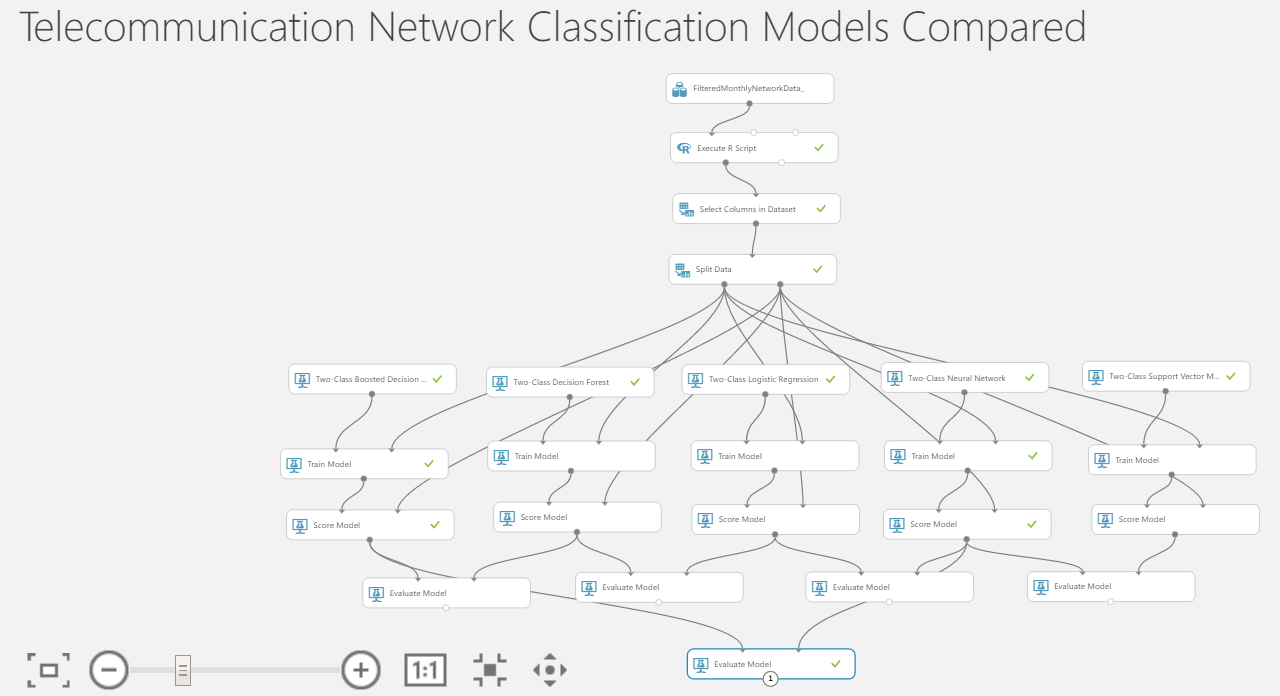 Telecommunication Network Classification Models Compared
FilteredMonthlyNetworkData_
Execute R Script
Select Columns in Dataset
Split Data
Two-Class Boosted Decision ...
Two-Class Decision Forest
Two-Class Logistic Regression
Two-Class Neural Network
Two-Class Support Vector M...
Train Model
Train Model
Train Model
Train Model
Train Model
Score Model
Score Model
Score Model
Score Model
Score Model
Evaluate Model
Evaluate Model
Evaluate Model
Evaluate Model
Evaluate Model
1
1:1